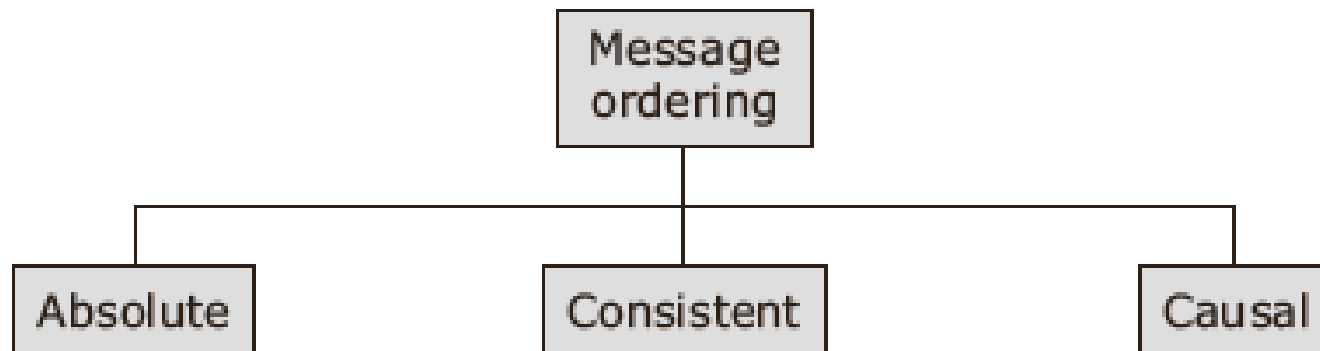 Message
ordering
Absolute
Consistent
Causal